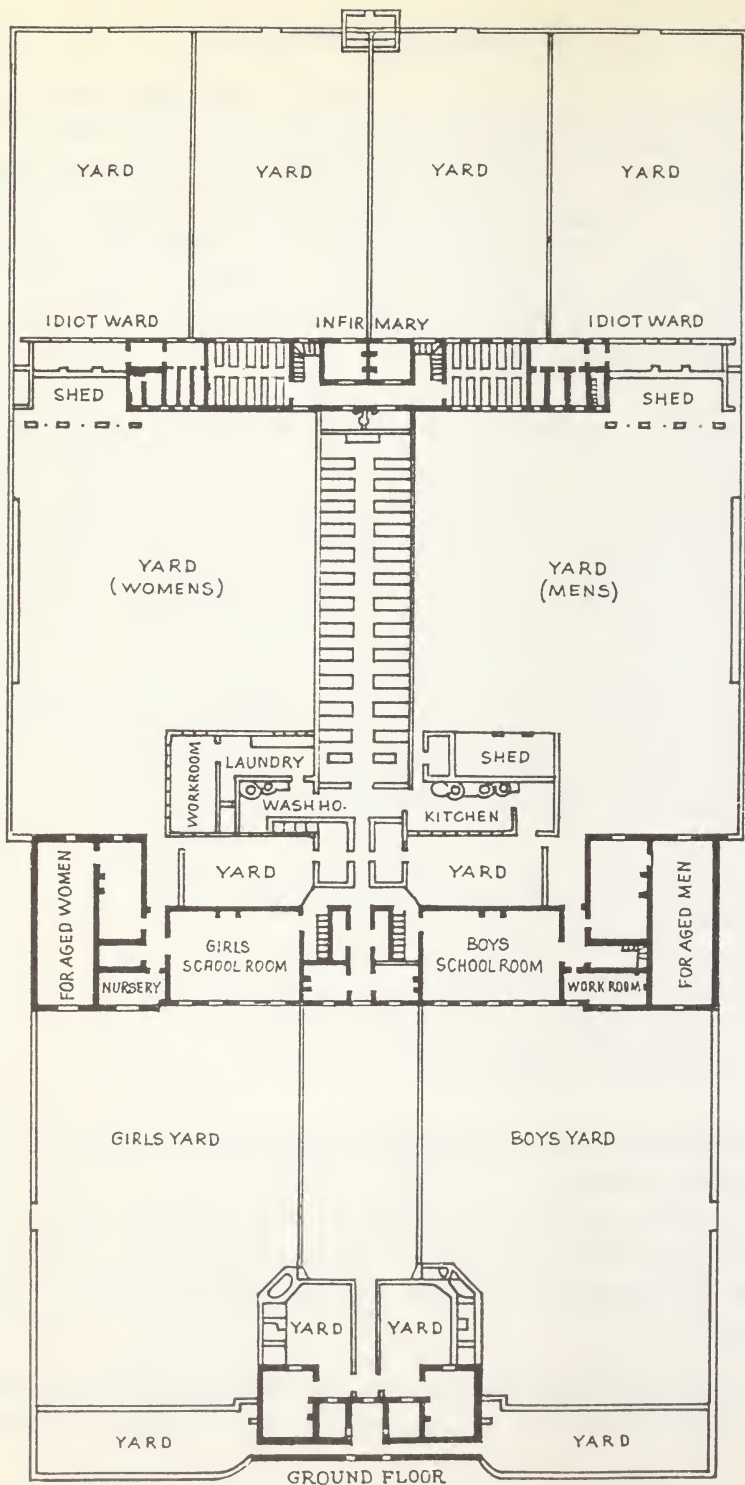 YARD
YARD
YARD
YARD
IDIOT WARD
INFIRMARY
IDIOT WARD
SHED
SHED
YARD
(WOMENS)
YARD
(MENS)
WORKROOM
LAUNDRY
SHED
WASH HO.
KITCHEN
FOR AGED WOMEN
YARD
YARD
FOR AGED MEN
GIRLS
SCHOOL ROOM
BOYS
SCHOOL ROOM
NURSERY
WORK ROOM
GIRLS YARD
BOYS YARD
YARD
YARD
YARD
YARD
GROUND FLOOR